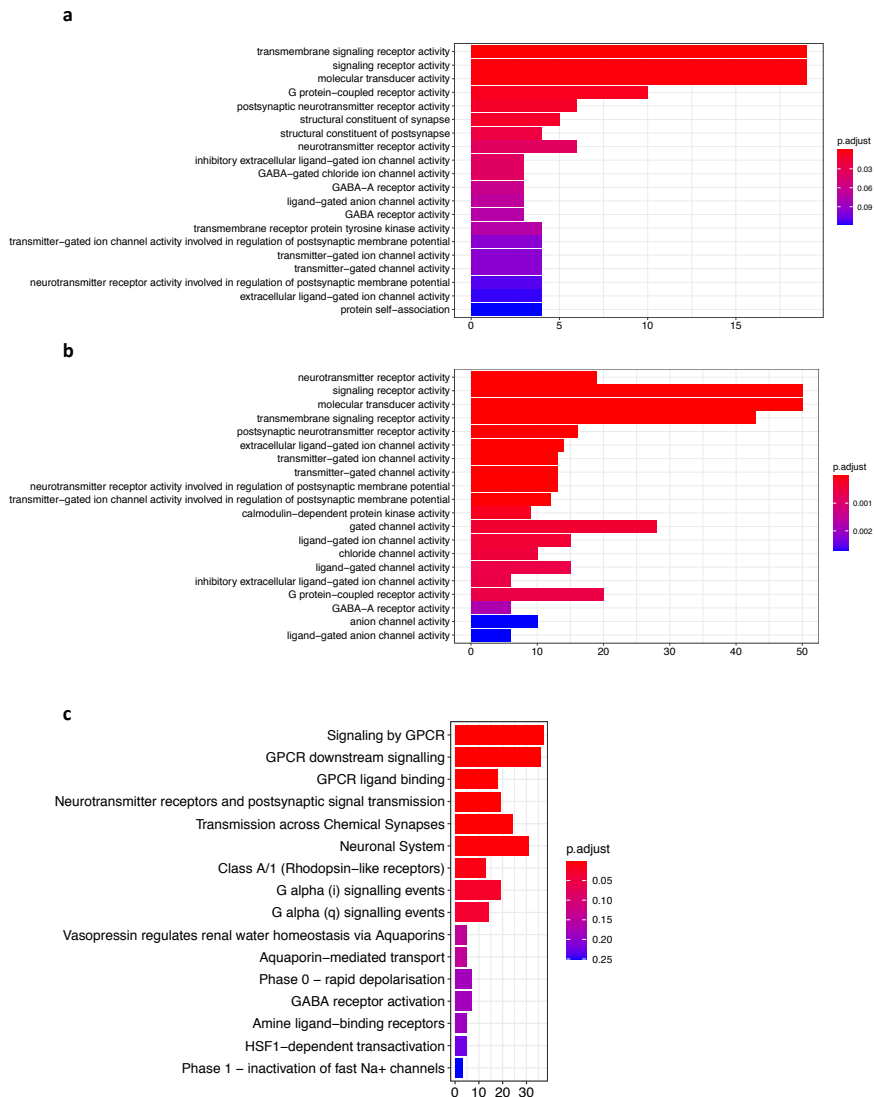 a
transmembrane signaling receptor activity
signaling receptor activity
molecular transducer activity
G protein-coupled receptor activity
postsynaptic neurotransmitter receptor activity
structural constituent of synapse
structural constituent of postsynapse
neurotransmitter receptor activity
inhibitory extracellular ligand-gated ion channel activity
GABA-gated chloride ion channel activity
GABA-A receptor activity
ligand-gated anion channel activity
GABA receptor activity
transmembrane receptor protein tyrosine kinase activity
transmitter-gated ion channel activity involved in regulation of postsynaptic membrane potential
transmitter-gated ion channel activity
transmitter-gated channel activity
neurotransmitter receptor activity involved in regulation of postsynaptic membrane potential
extracellular ligand-gated ion channel activity
protein self-association
0 5 10 15
p.adjust
0.03
0.06
0.09
b
neurotransmitter receptor activity
signaling receptor activity
molecular transducer activity
transmembrane signaling receptor activity
postsynaptic neurotransmitter receptor activity
extracellular ligand-gated ion channel activity
transmitter-gated ion channel activity
transmitter-gated channel activity
neurotransmitter receptor activity involved in regulation of postsynaptic membrane potential
transmitter-gated ion channel activity involved in regulation of postsynaptic membrane potential
calmodulin-dependent protein kinase activity
gated channel activity
ligand-gated ion channel activity
chloride channel activity
ligand-gated channel activity
inhibitory extracellular ligand-gated ion channel activity
G protein-coupled receptor activity
GABA-A receptor activity
anion channel activity
ligand-gated anion channel activity
0 10 20 30 40 50
p.adjust
0.001
0.002
c
Signaling by GPCR
GPCR downstream signalling
GPCR ligand binding
Neurotransmitter receptors and postsynaptic signal transmission
Transmission across Chemical Synapses
Neuronal System
Class A/1 (Rhodopsin-like receptors)
G alpha (i) signalling events
G alpha (q) signalling events
Vasopressin regulates renal water homeostasis via Aquaporins
Aquaporin-mediated transport
Phase 0 - rapid depolarisation
GABA receptor activation
Amine ligand-binding receptors
HSF1-dependent transactivation
Phase 1 - inactivation of fast Na+ channels
0 10 20 30
p.adjust
0.05
0.10
0.15
0.20
0.25